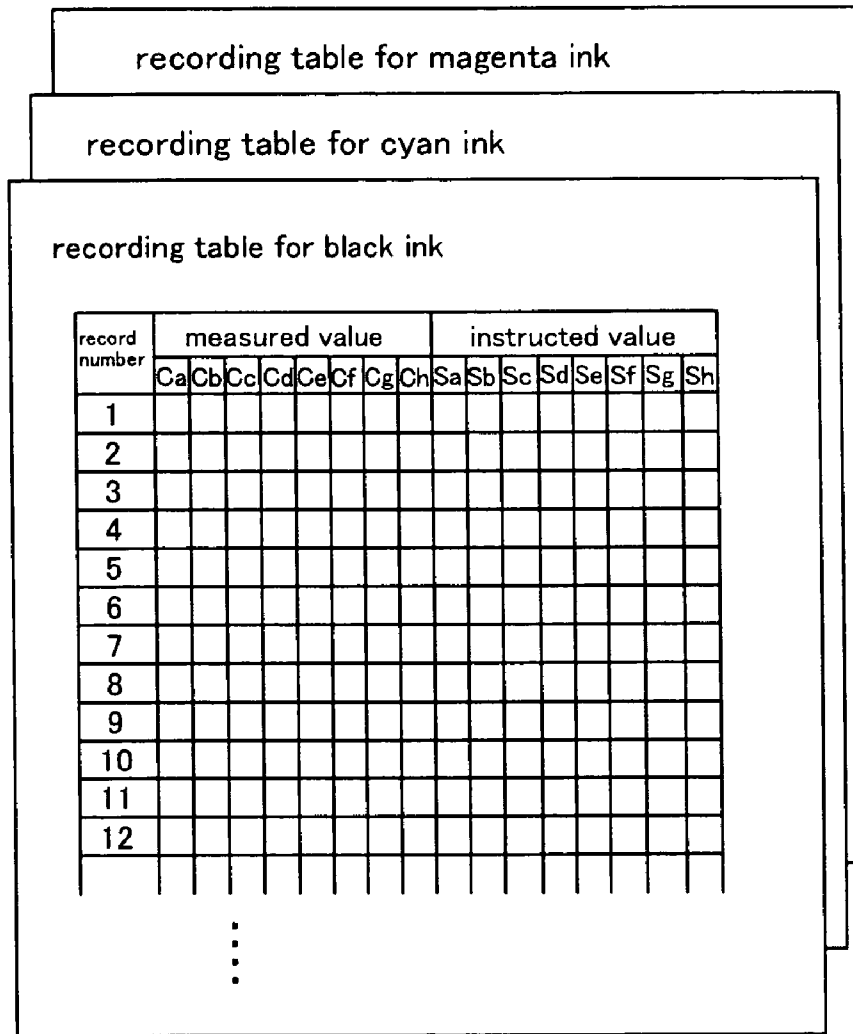 recording table for magenta ink
recording table for cyan ink
recording table for black ink
record number measured value instructed value
Ca Cb Cc Cd Ce Cf Cg Ch Sa Sb Sc Sd Se Sf Sg Sh
1
2
3
4
5
6
7
8
9
10
11
12